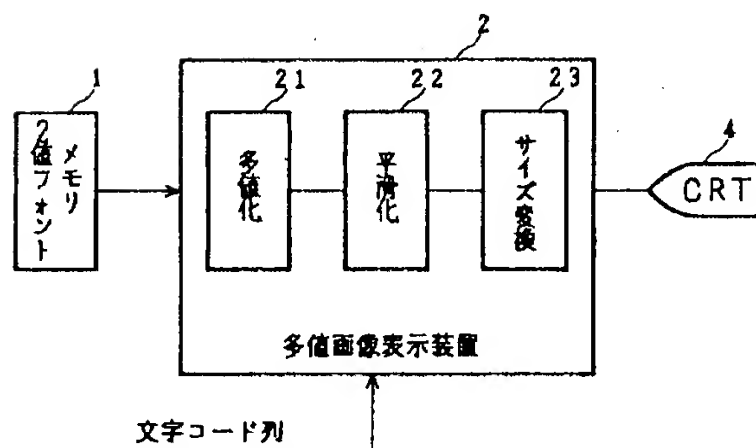 2
1
21
22
23
4
2値フォント
メモリ
多値化
平滑化
サイズ変換
CRT
多値画像表示装置
文字コード列